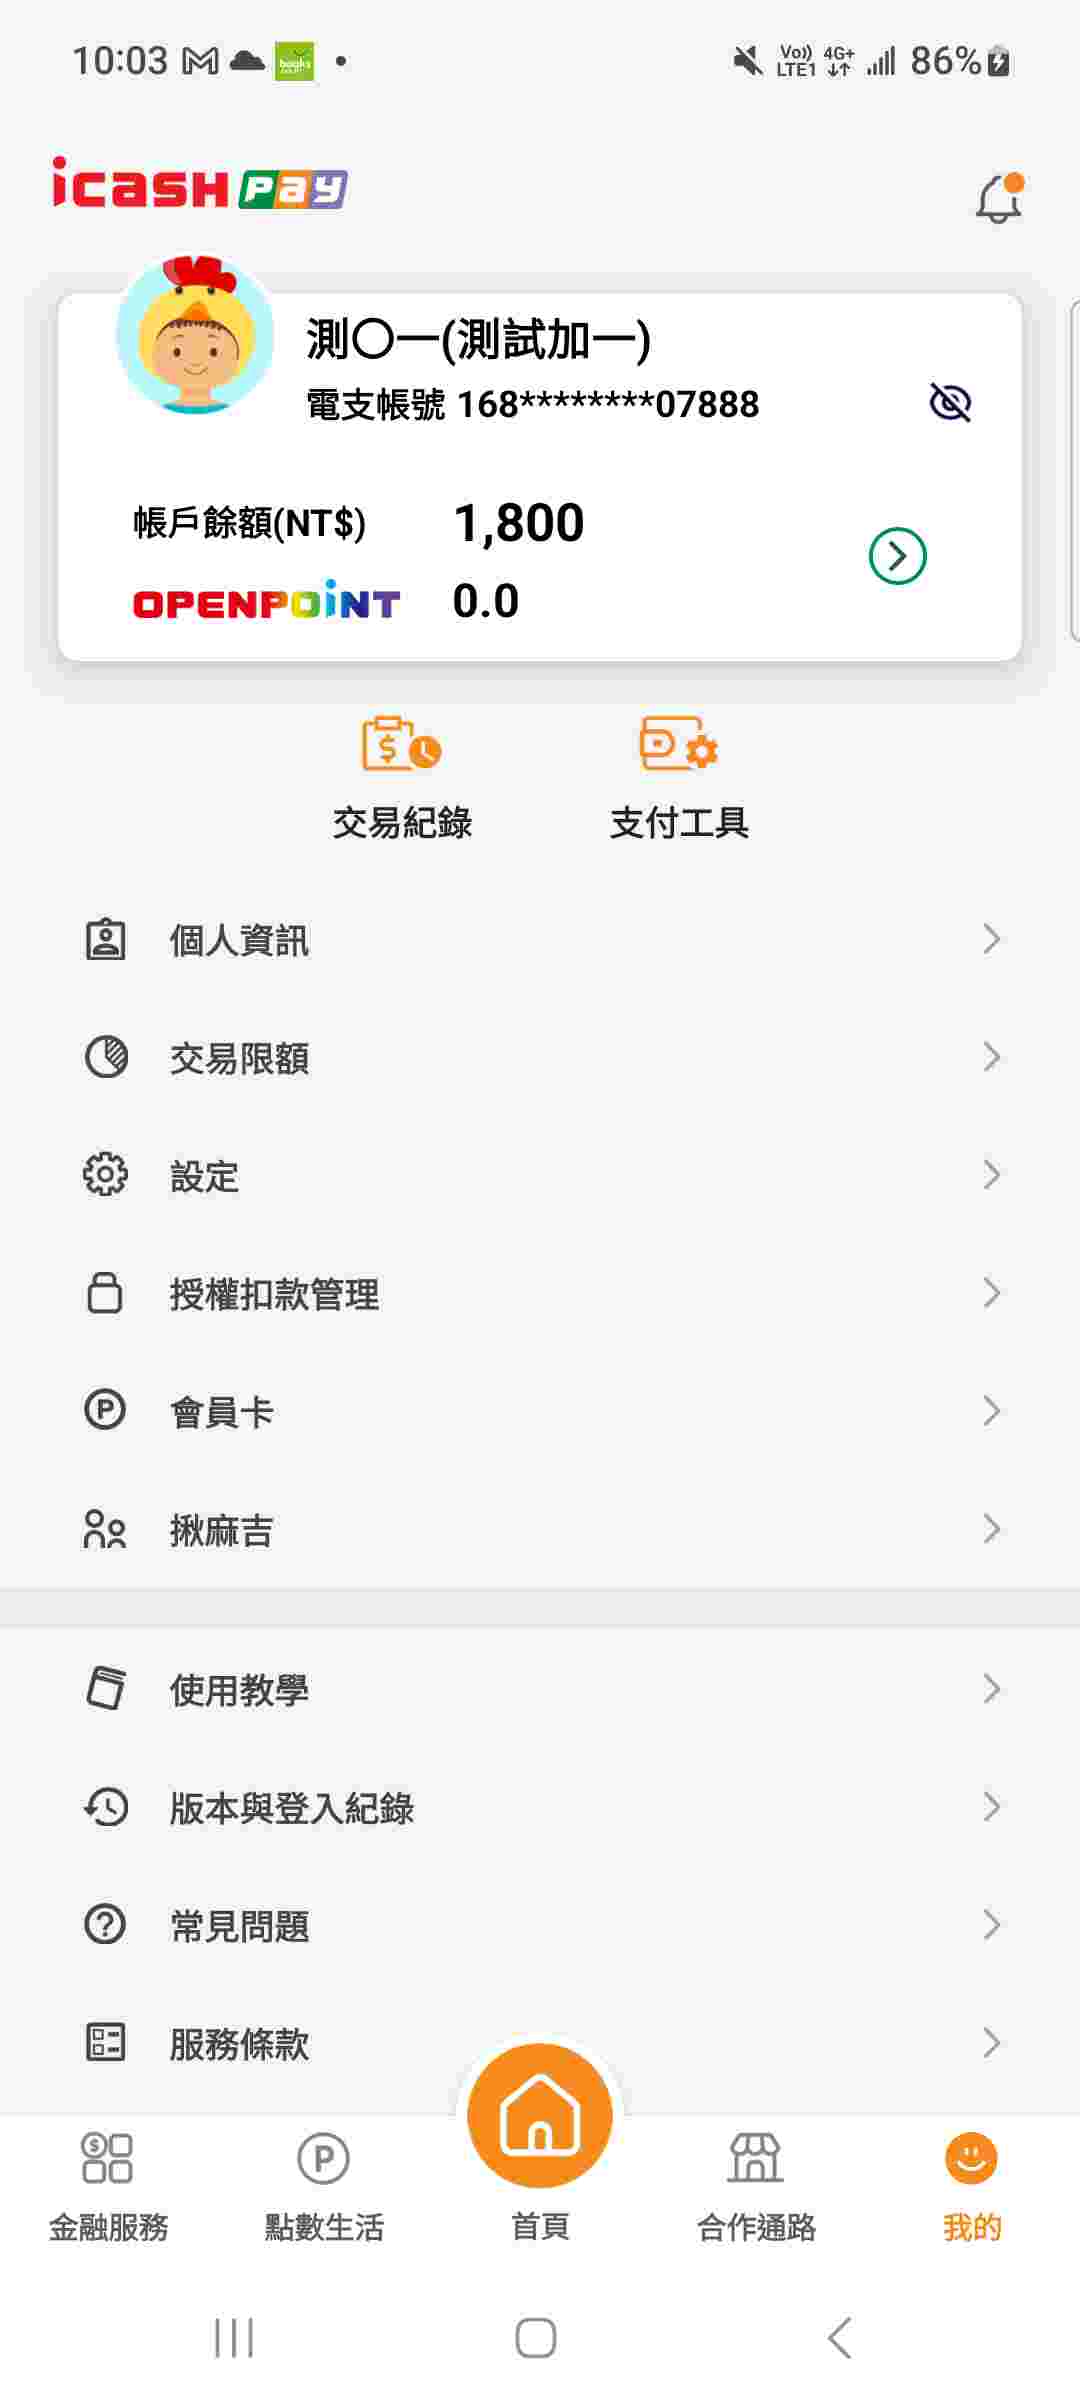 10:03
Vo)) LTE1 4G+ 86%
icash Pay
測〇一(測試加一)
電支帳號 168********07888
帳戶餘額(NT$) 1,800
OPENPOINT 0.0
交易紀錄 支付工具
個人資訊
交易限額
設定
授權扣款管理
會員卡
揪麻吉
使用教學
版本與登入紀錄
常見問題
服務條款
金融服務 點數生活 首頁 合作通路 我的